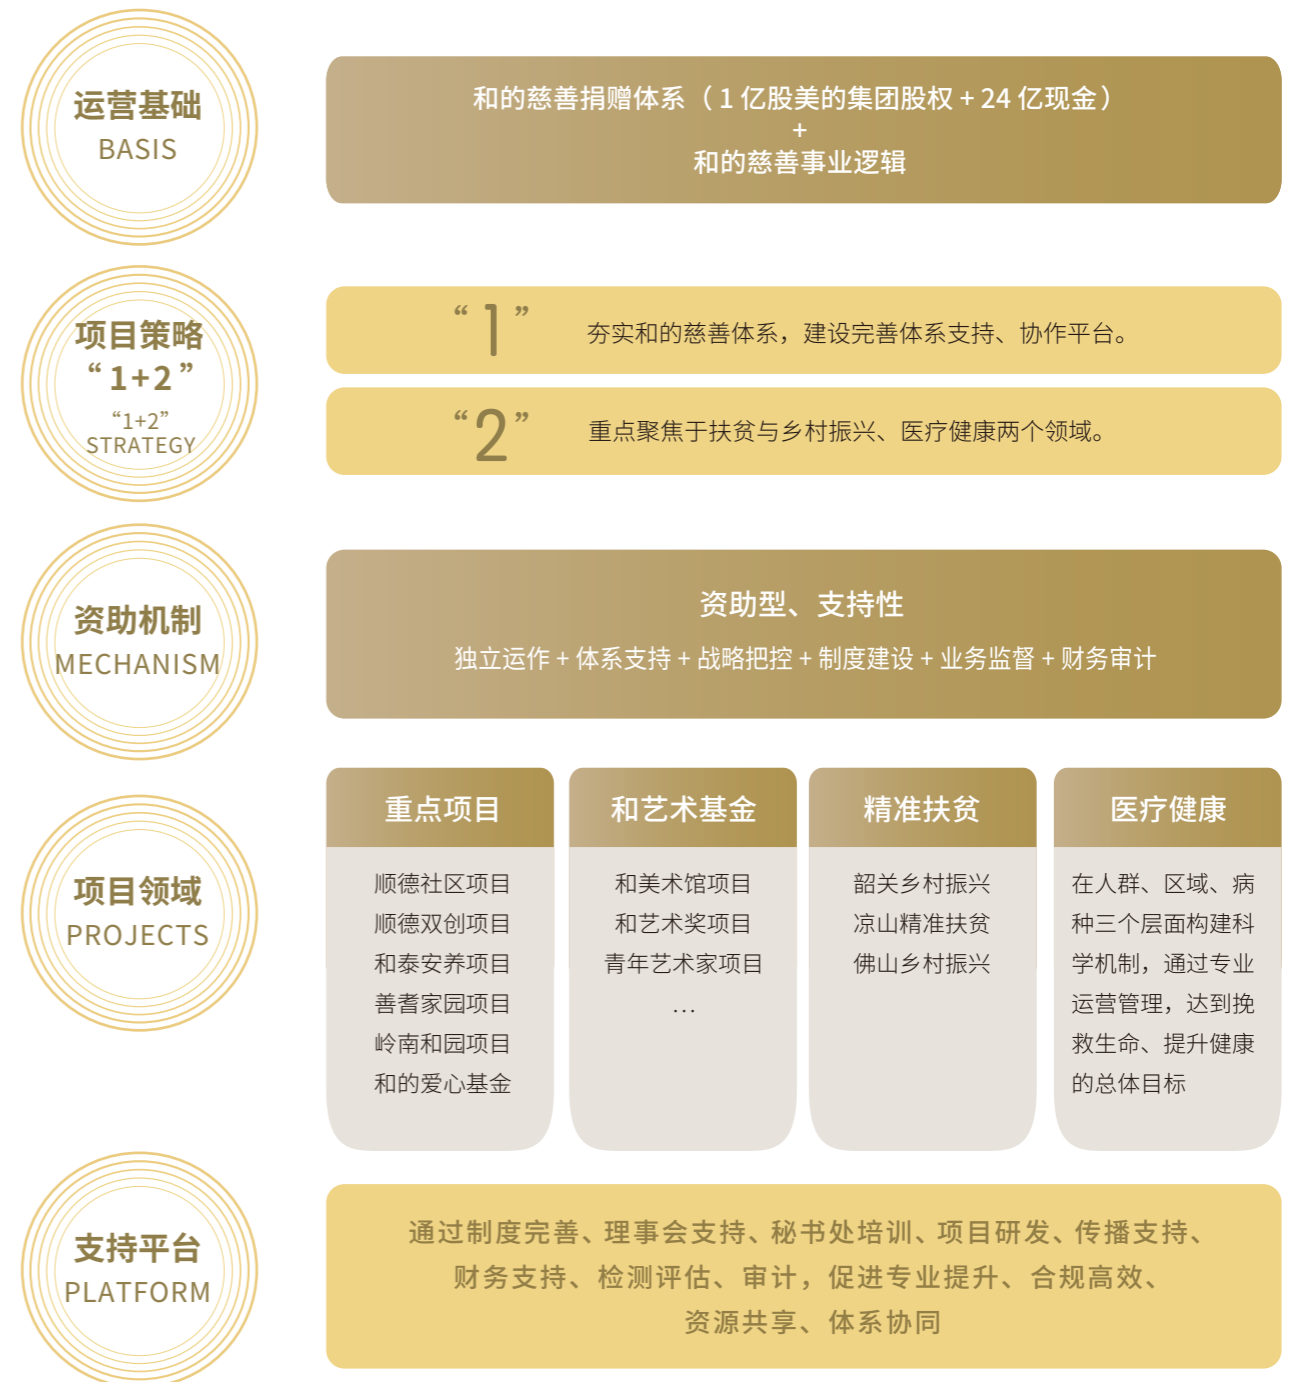 运营基础
BASIS
和的慈善捐赠体系（1 亿股美的集团股权 + 24 亿现金）
+
和的慈善事业逻辑
项目策略
“1+2”
“1+2”
STRATEGY
“1”
夯实和的慈善体系，建设完善体系支持、协作平台。
“2”
重点聚焦于扶贫与乡村振兴、医疗健康两个领域。
资助机制
MECHANISM
资助型、支持性
独立运作 + 体系支持 + 战略把控 + 制度建设 + 业务监督 + 财务审计
项目领域
PROJECTS
重点项目
顺德社区项目
顺德双创项目
和泰安养项目
善耆家园项目
岭南和园项目
和的爱心基金
和艺术基金
和美术馆项目
和艺术奖项目
青年艺术家项目
...
精准扶贫
韶关乡村振兴
凉山精准扶贫
佛山乡村振兴
医疗健康
在人群、区域、病
种三个层面构建科
学机制，通过专业
运营管理，达到挽
救生命、提升健康
的总体目标
支持平台
PLATFORM
通过制度完善、理事会支持、秘书处培训、项目研发、传播支持、
财务支持、检测评估、审计，促进专业提升、合规高效、
资源共享、体系协同